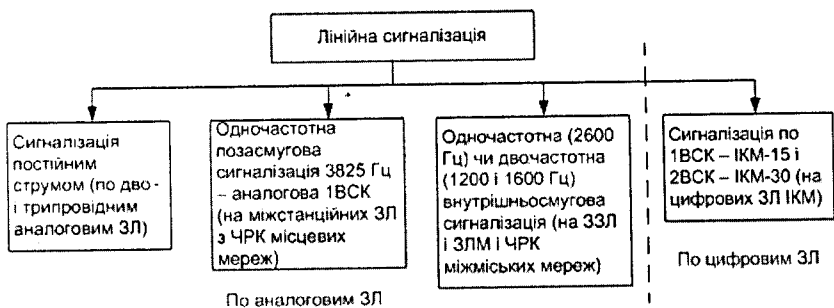 Лінійна сигналізація
Сигналізація
постійним
струмом (по дво-
і трипровідним
аналоговим ЗЛ)
Одночастотна
позасмугова
сигналізація 3825 Гц
– аналогова 1ВСК
(на міжстанційних ЗЛ
з ЧРК місцевих
мереж)
Одночастотна (2600
Гц) чи двочастотна
(1200 і 1600 Гц)
внутрішньосмугова
сигналізація (на ЗЗЛ
і ЗЛМ і ЧРК
міжміських мереж)
Сигналізація по
1ВСК – ІКМ-15 і
2ВСК – ІКМ-30 (на
цифрових ЗЛ ІКМ)
По аналоговим ЗЛ
По цифровим ЗЛ